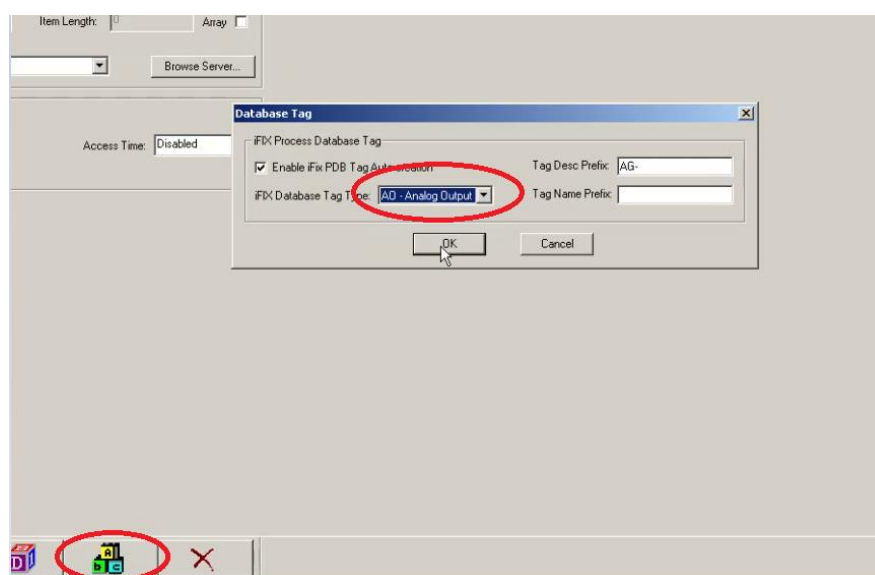 Item Length: 0 Array
Browse Server...
Database Tag
Access Time: Disabled
iFIX Process Database Tag
Enable iFix PDB Tag Auto creation Tag Desc Prefix: AG-
iFIX Database Tag Type: AO - Analog Output Tag Name Prefix:
OK Cancel
D A b c